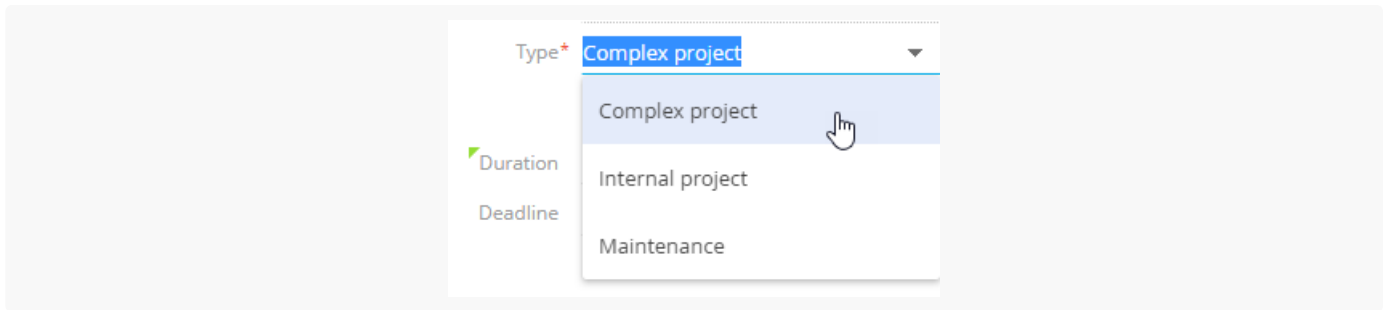 Type* Complex project
Complex project
Duration
Internal project
Deadline
Maintenance